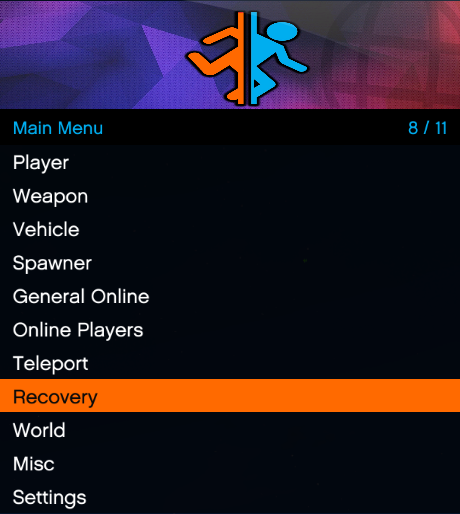 Main Menu 8 / 11
Player
Weapon
Vehicle
Spawner
General Online
Online Players
Teleport
Recovery
World
Misc
Settings